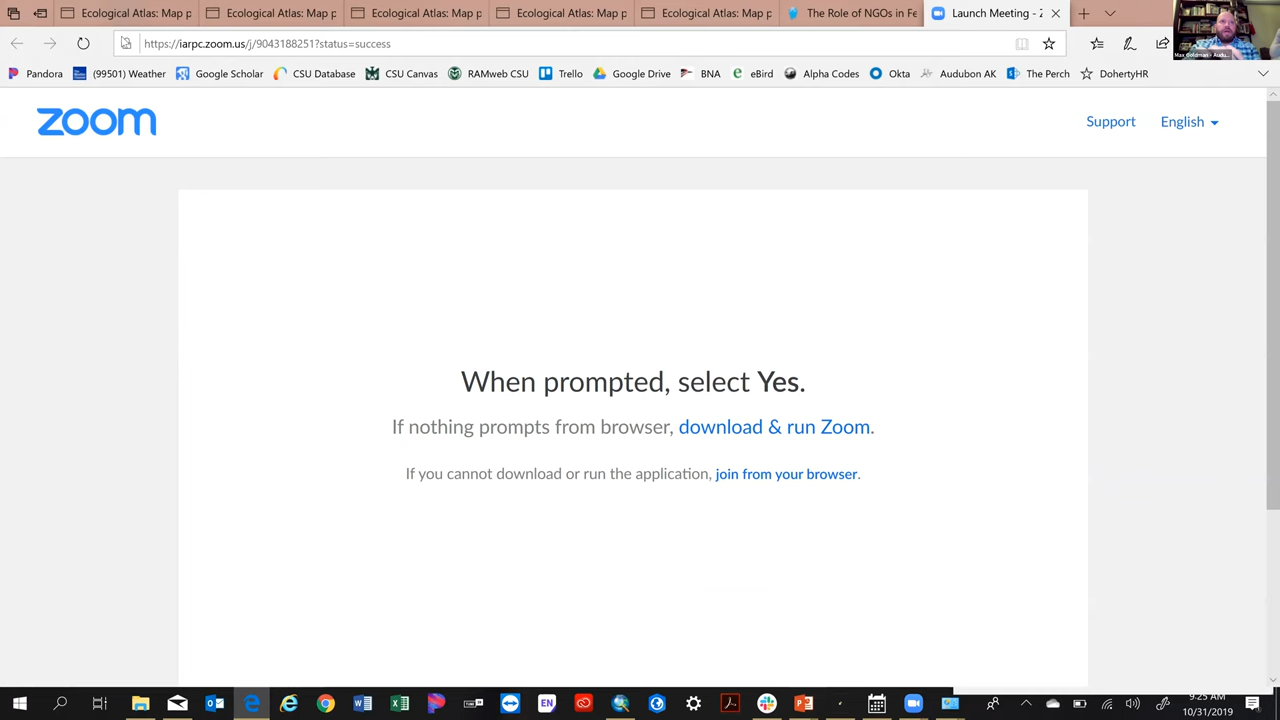 Ecological Atlas: Map p
Ecological Atlas: Map p
Ecological Atlas: Map p
Ecological Atlas: Map p
Ecological Atlas: Map p
The Role of NGOs in Fe
Launch Meeting - Z
https://iarpc.zoom.us/j/9043188251?status=success
Pandora
(99501) Weather
Google Scholar
CSU Database
CSU Canvas
RAMweb CSU
Trello
Google Drive
BNA
eBird
Alpha Codes
Okta
Audubon AK
The Perch
DohertyHR
zoom
Support
English
When prompted, select Yes.
If nothing prompts from browser, download & run Zoom.
If you cannot download or run the application, join from your browser.
EN
9:25 AM
10/31/2019